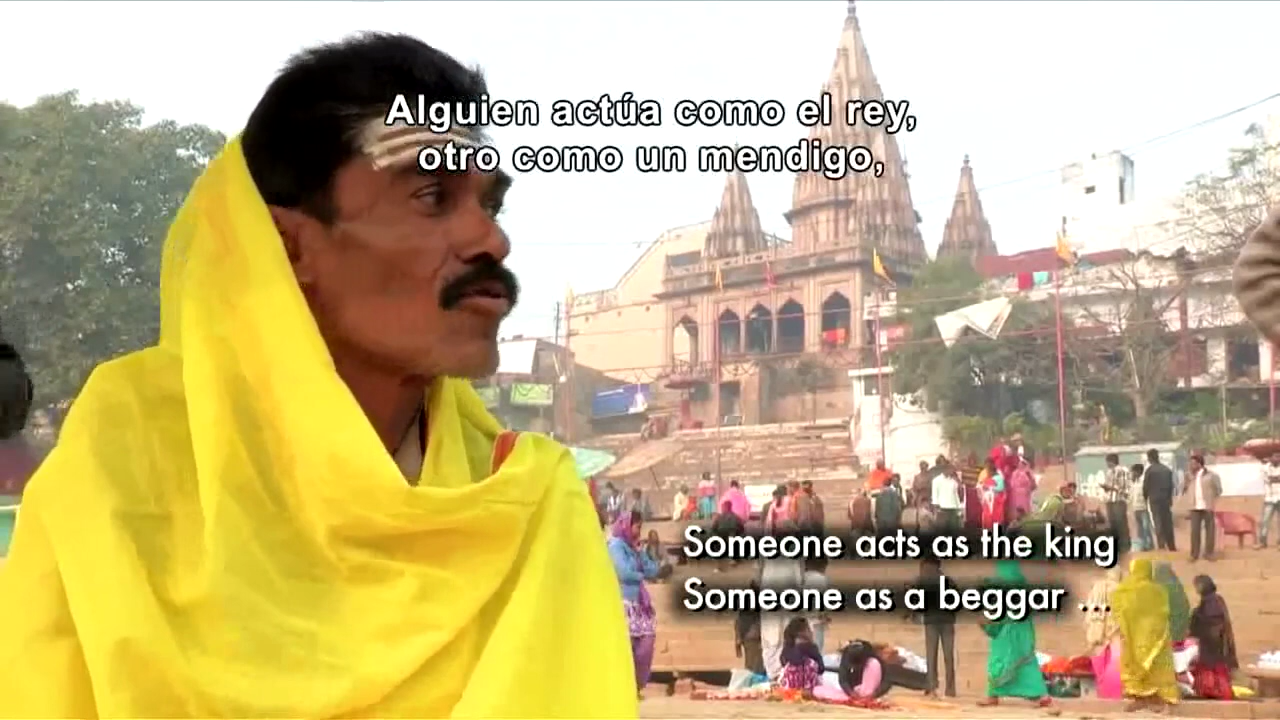 Alguien actúa como el rey,
otro como un mendigo,
Someone acts as the king
Someone as a beggar ...